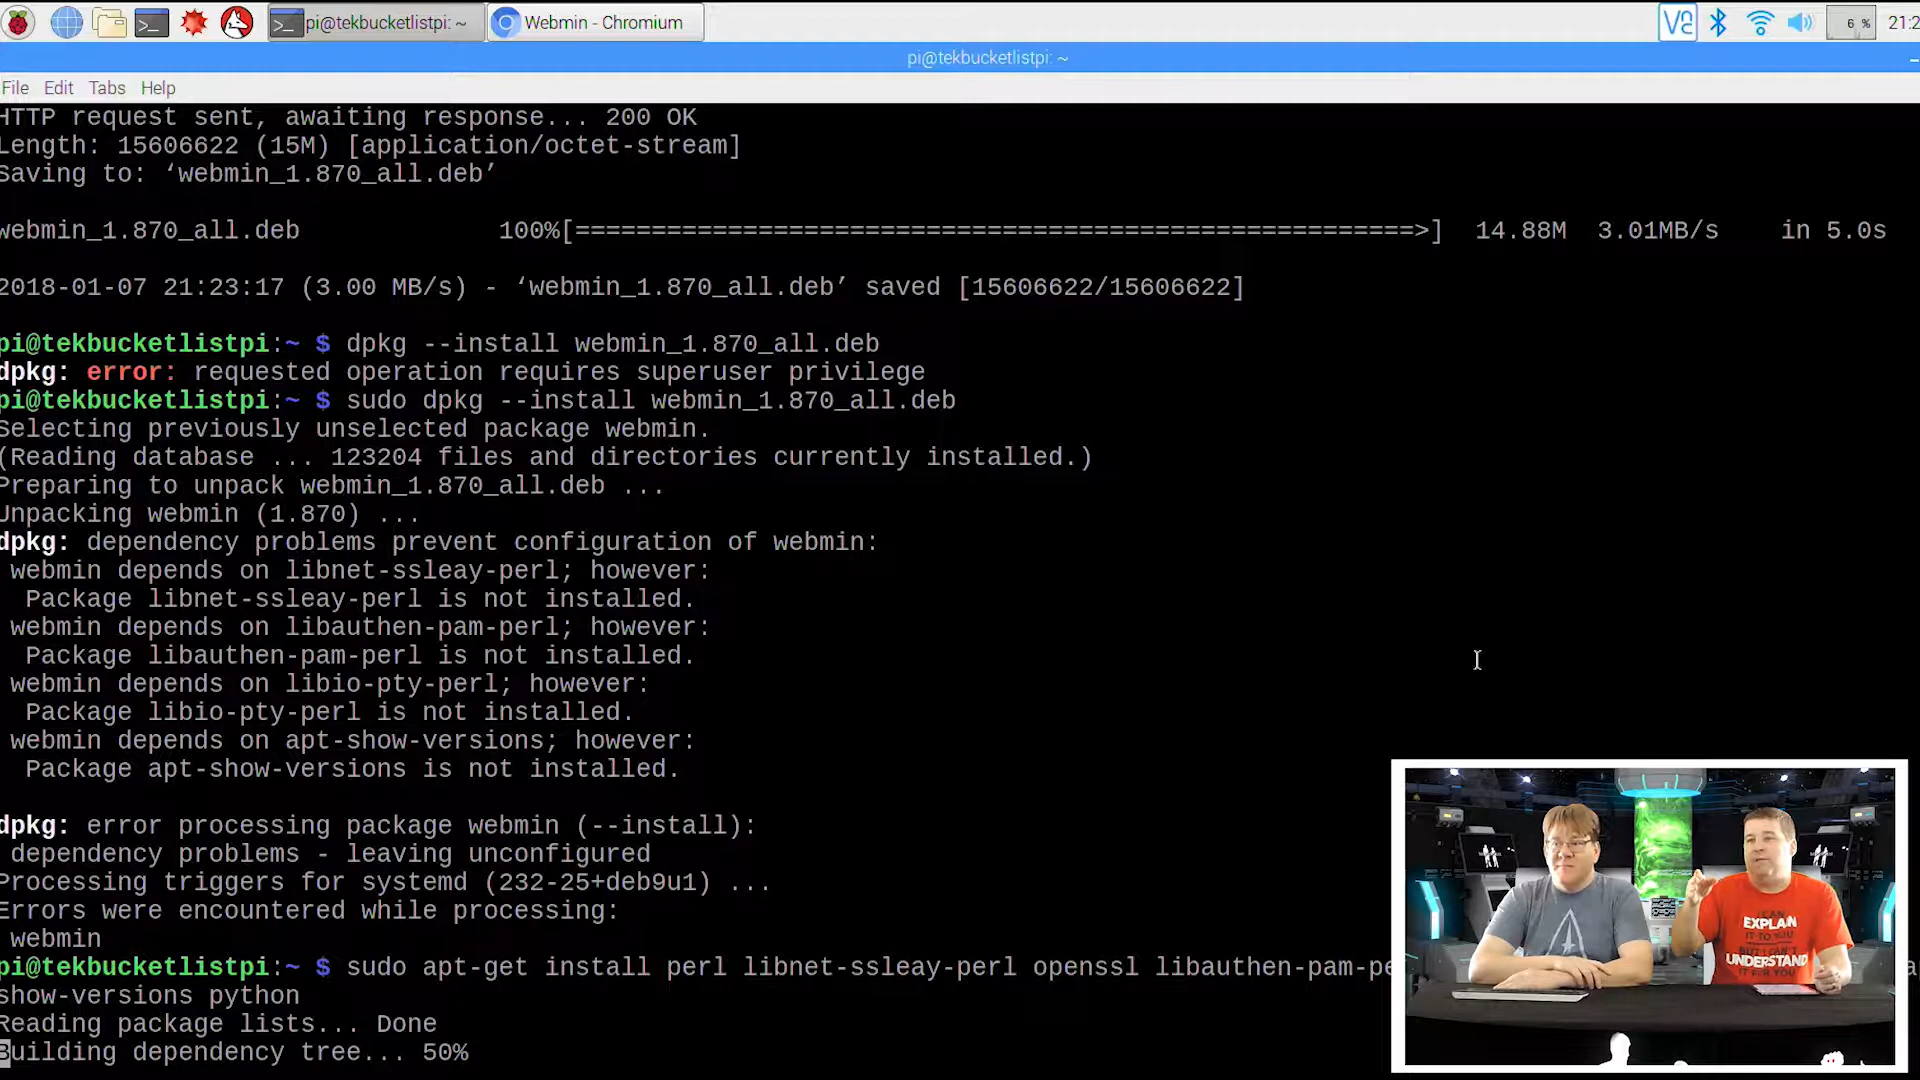 pi@tekbucketlistpi: ~
Webmin - Chromium
6 %
21:2
pi@tekbucketlistpi: ~
File Edit Tabs Help
HTTP request sent, awaiting response... 200 OK
Length: 15606622 (15M) [application/octet-stream]
Saving to: ‘webmin_1.870_all.deb’
webmin_1.870_all.deb 100%[=======================================================>] 14.88M 3.01MB/s in 5.0s
2018-01-07 21:23:17 (3.00 MB/s) - ‘webmin_1.870_all.deb’ saved [15606622/15606622]
pi@tekbucketlistpi:~ $ dpkg --install webmin_1.870_all.deb
dpkg: error: requested operation requires superuser privilege
pi@tekbucketlistpi:~ $ sudo dpkg --install webmin_1.870_all.deb
Selecting previously unselected package webmin.
(Reading database ... 123204 files and directories currently installed.)
Preparing to unpack webmin_1.870_all.deb ...
Unpacking webmin (1.870) ...
dpkg: dependency problems prevent configuration of webmin:
webmin depends on libnet-ssleay-perl; however:
Package libnet-ssleay-perl is not installed.
webmin depends on libauthen-pam-perl; however:
Package libauthen-pam-perl is not installed.
webmin depends on libio-pty-perl; however:
Package libio-pty-perl is not installed.
webmin depends on apt-show-versions; however:
Package apt-show-versions is not installed.
dpkg: error processing package webmin (--install):
dependency problems - leaving unconfigured
Processing triggers for systemd (232-25+deb9u1) ...
Errors were encountered while processing:
webmin
pi@tekbucketlistpi:~ $ sudo apt-get install perl libnet-ssleay-perl openssl libauthen-pam-pe
show-versions python
Reading package lists... Done
Building dependency tree... 50%
I CAN
EXPLAIN
IT TO YOU
BUT I CAN'T
UNDERSTAND
IT FOR YOU